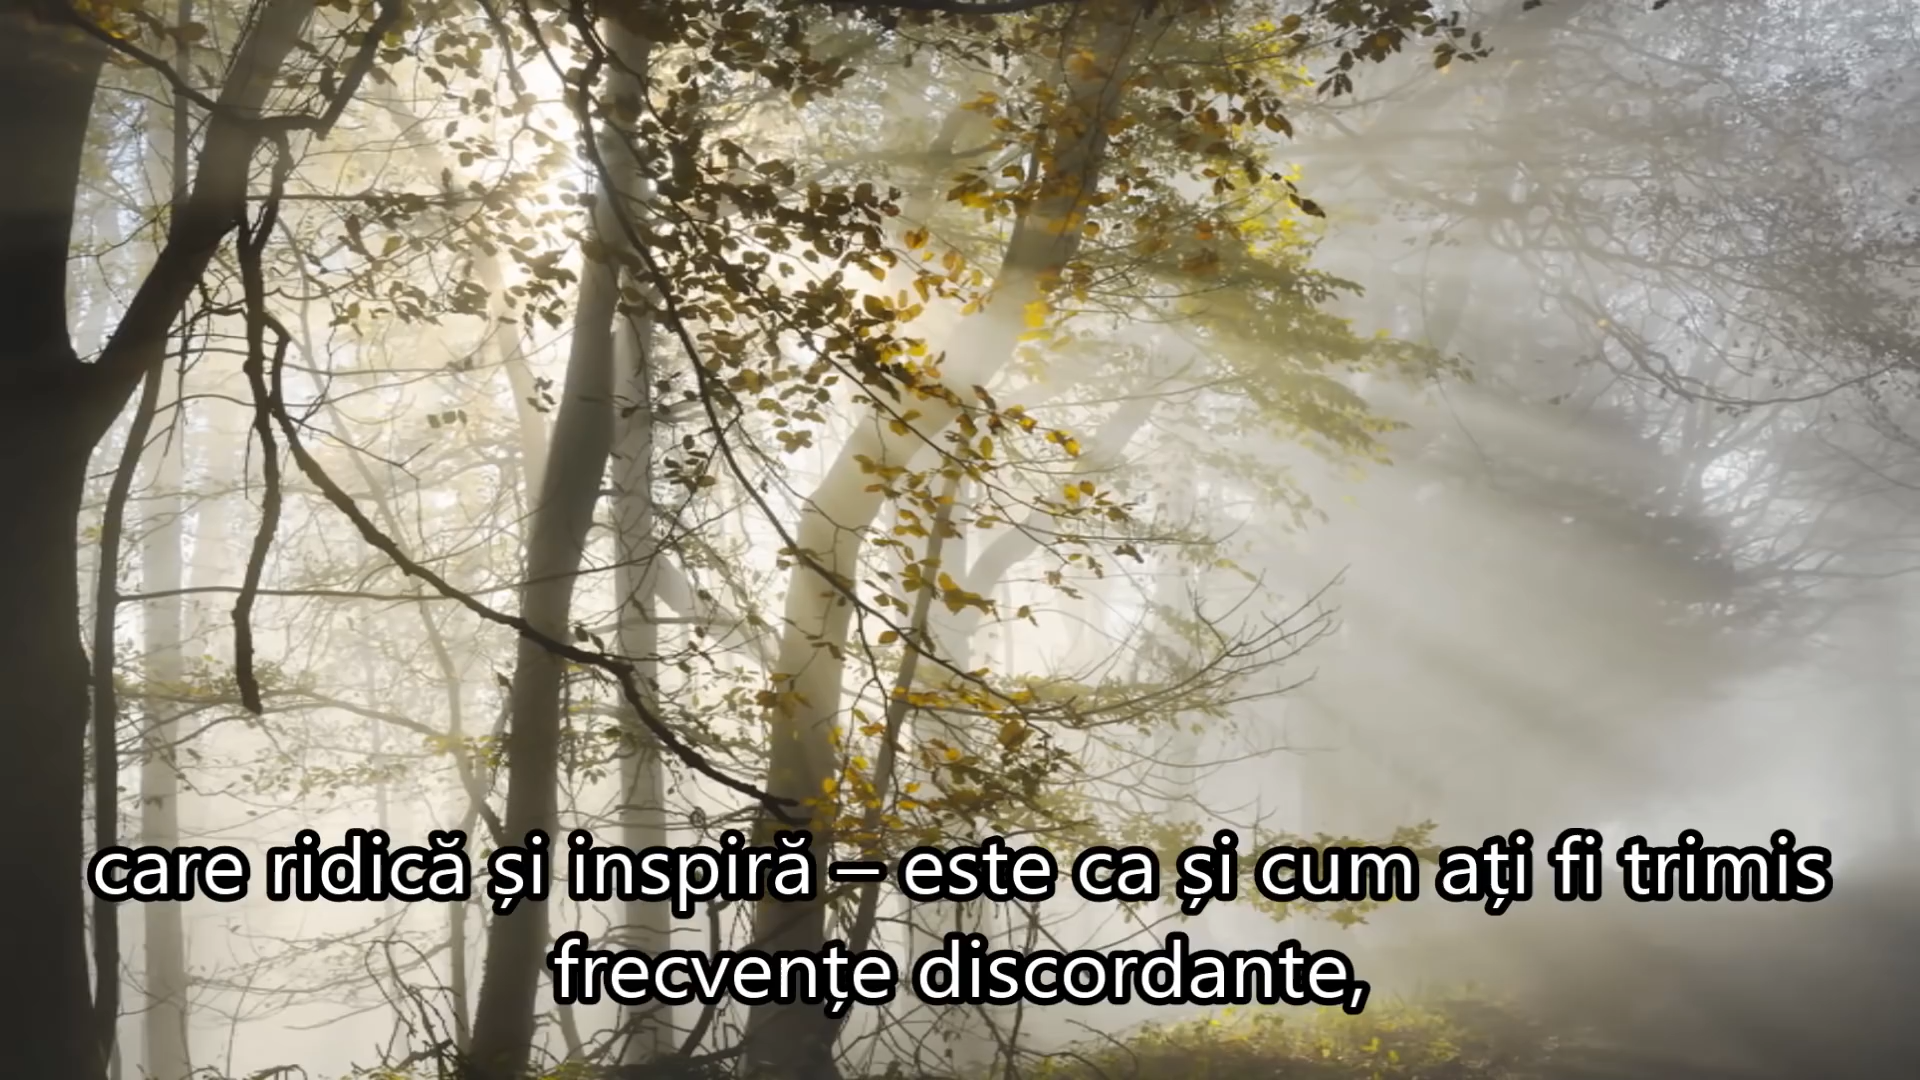 care ridică și inspiră – este ca și cum ați fi trimis
frecvențe discordante,